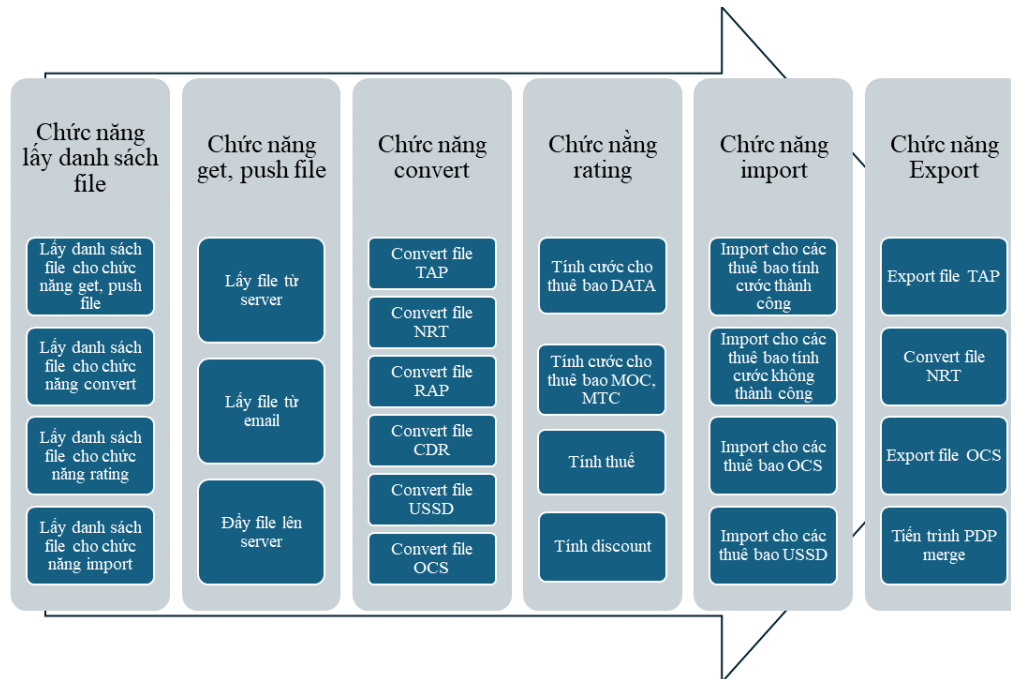 Chức năng
lấy danh sách
file
Lấy danh sách
file cho chức
năng get, push
file
Lấy danh sách
file cho chức
năng convert
Lấy danh sách
file cho chức
năng rating
Lấy danh sách
file cho chức
năng import
Chức năng
get, push file
Lấy file từ
server
Lấy file từ
email
Đẩy file lên
server
Chức năng
convert
Convert file
TAP
Convert file
NRT
Convert file
RAP
Convert file
CDR
Convert file
USSD
Convert file
OCS
Chức nằng
rating
Tính cước cho
thuê bao DATA
Tính cước cho
thuê bao MOC,
MTC
Tính thuế
Tính discount
Chức năng
import
Import cho các
thuê bao tính
cước thành
công
Import cho các
thuê bao tính
cước không
thành công
Import cho các
thuê bao OCS
Import cho các
thuê bao USSD
Chức năng
Export
Export file TAP
Convert file
NRT
Export file OCS
Tiến trình PDP
merge